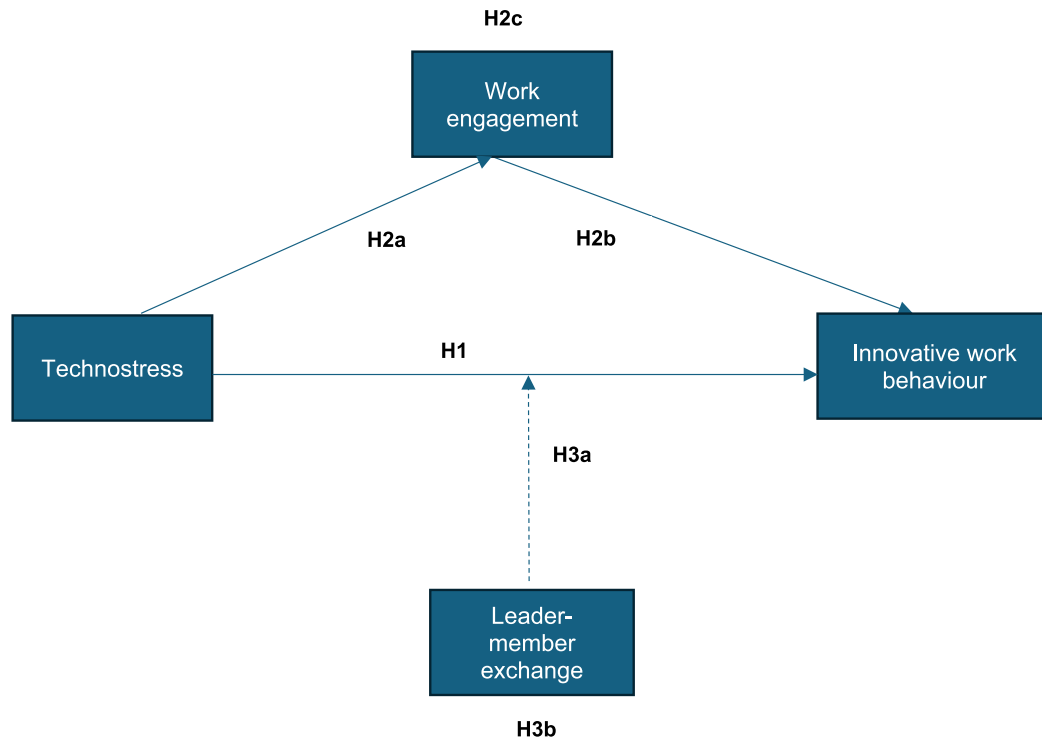 H2c
Work
engagement
H2a
H2b
Technostress
H1
Innovative work
behaviour
H3a
Leader-
member
exchange
H3b